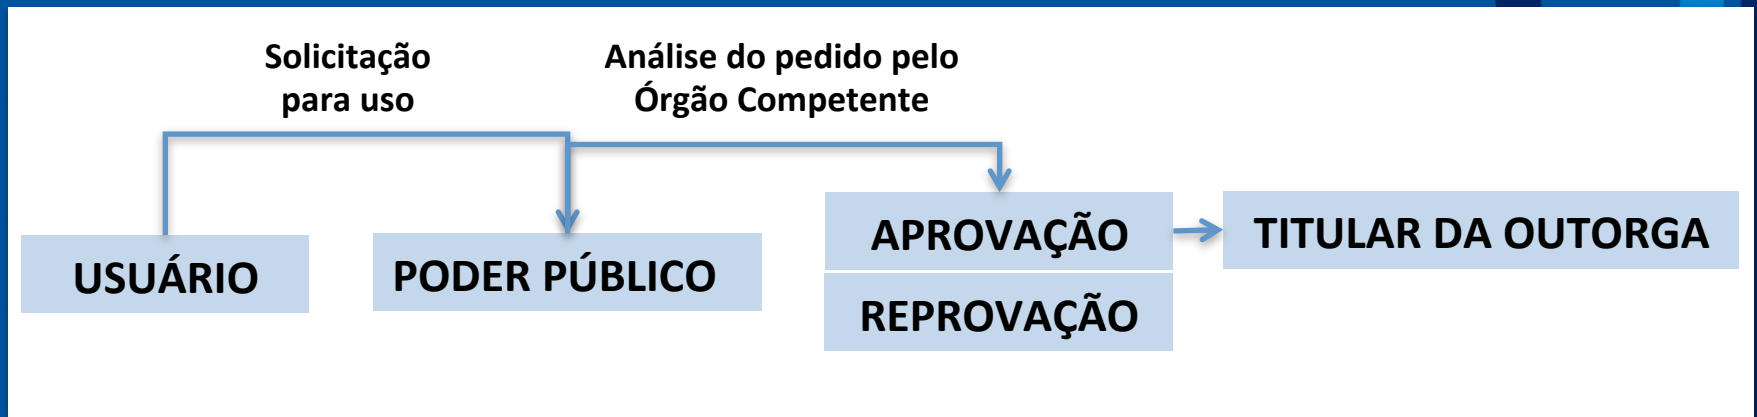 Solicitação
para uso
Análise do pedido pelo
Órgão Competente
USUÁRIO
PODER PÚBLICO
APROVAÇÃO
REPROVAÇÃO
TITULAR DA OUTORGA